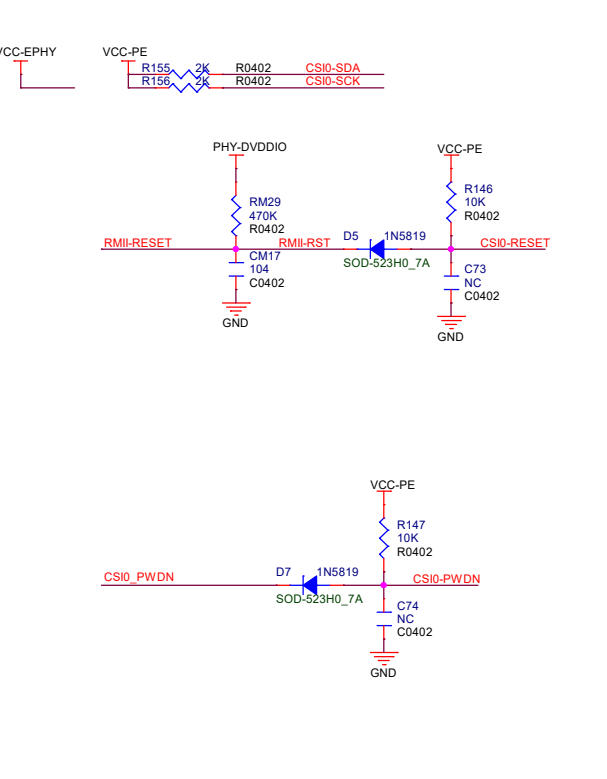 VCC-EPHY
VCC-PE
R155 2K R0402 CSI0-SDA
R156 2K R0402 CSI0-SCK
PHY-DVDDIO
VCC-PE
RM29
470K
R0402
R146
10K
R0402
RMII-RESET
RMII-RST
D5
1N5819
SOD-523H0_7A
CSI0-RESET
CM17
104
C0402
C73
NC
C0402
GND
GND
VCC-PE
R147
10K
R0402
CSI0_PWDN
D7
1N5819
SOD-523H0_7A
CSI0-PWDN
C74
NC
C0402
GND